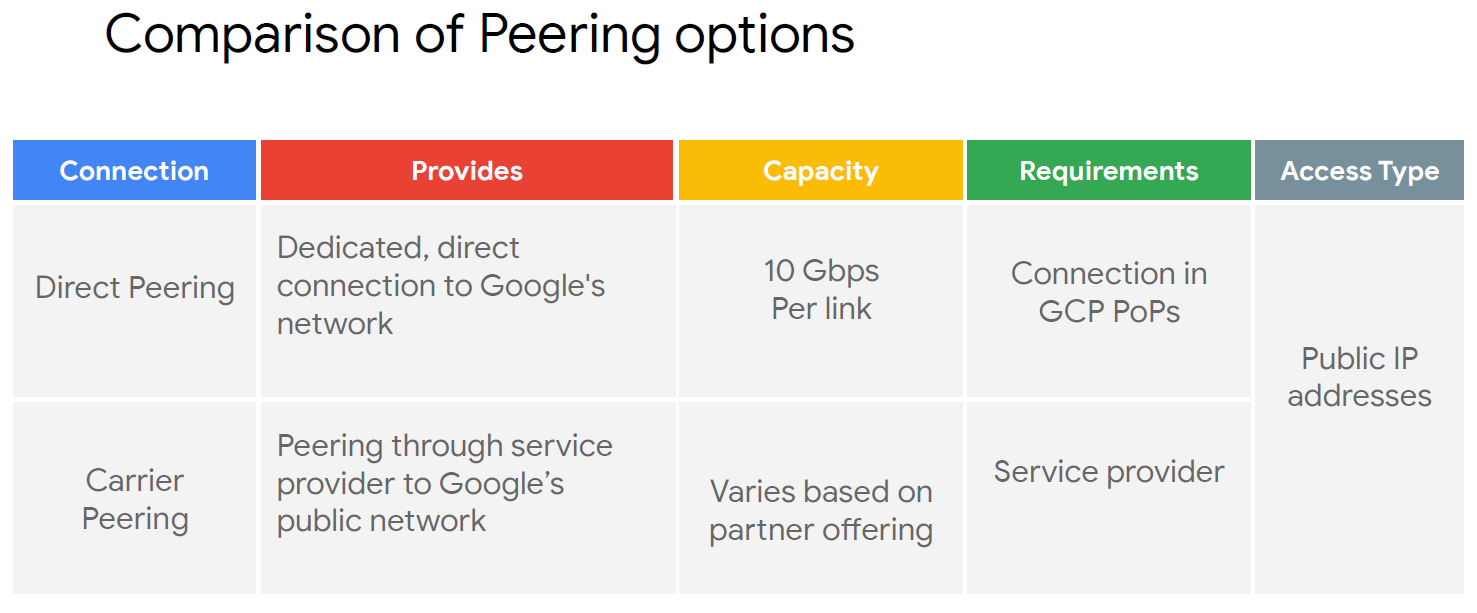 Comparison of Peering options
Connection
Provides
Capacity
Requirements
Access Type
Direct Peering
Dedicated, direct
connection to Google's
network
10 Gbps
Per link
Connection in
GCP PoPs
Public IP
addresses
Carrier
Peering
Peering through service
provider to Google’s
public network
Varies based on
partner offering
Service provider